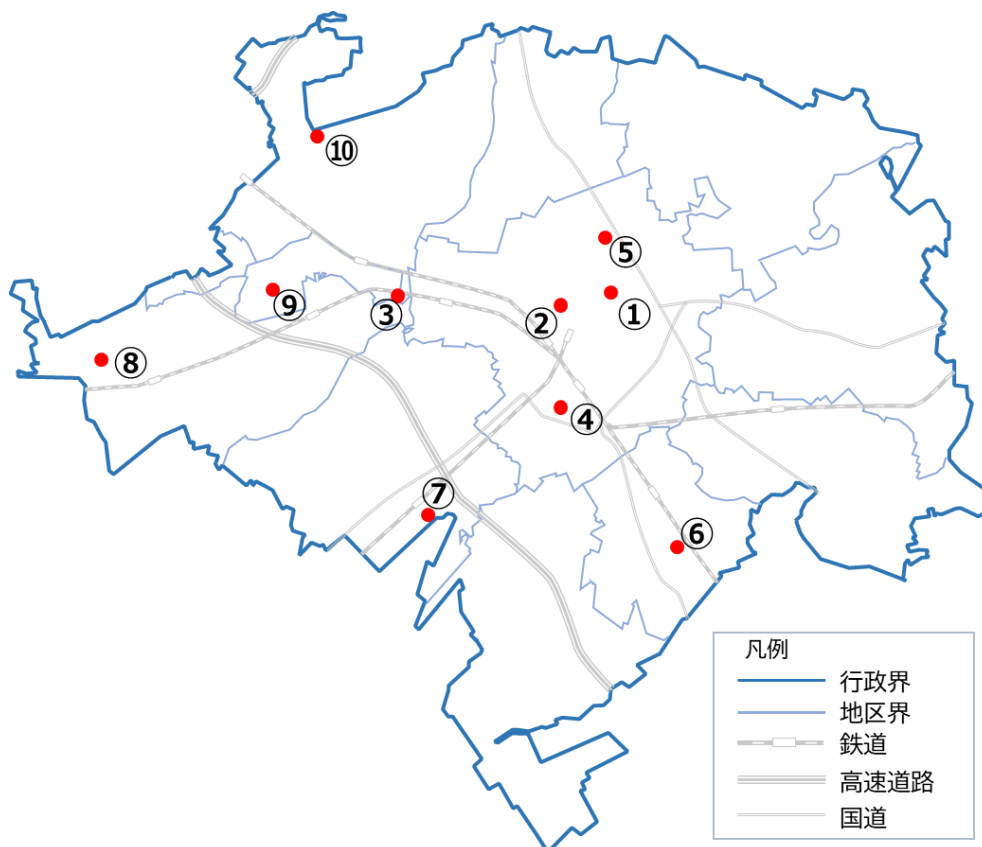 ⑩
⑤
⑨
③
②
①
⑧
④
⑦
⑥
凡例
行政界
地区界
鉄道
高速道路
国道